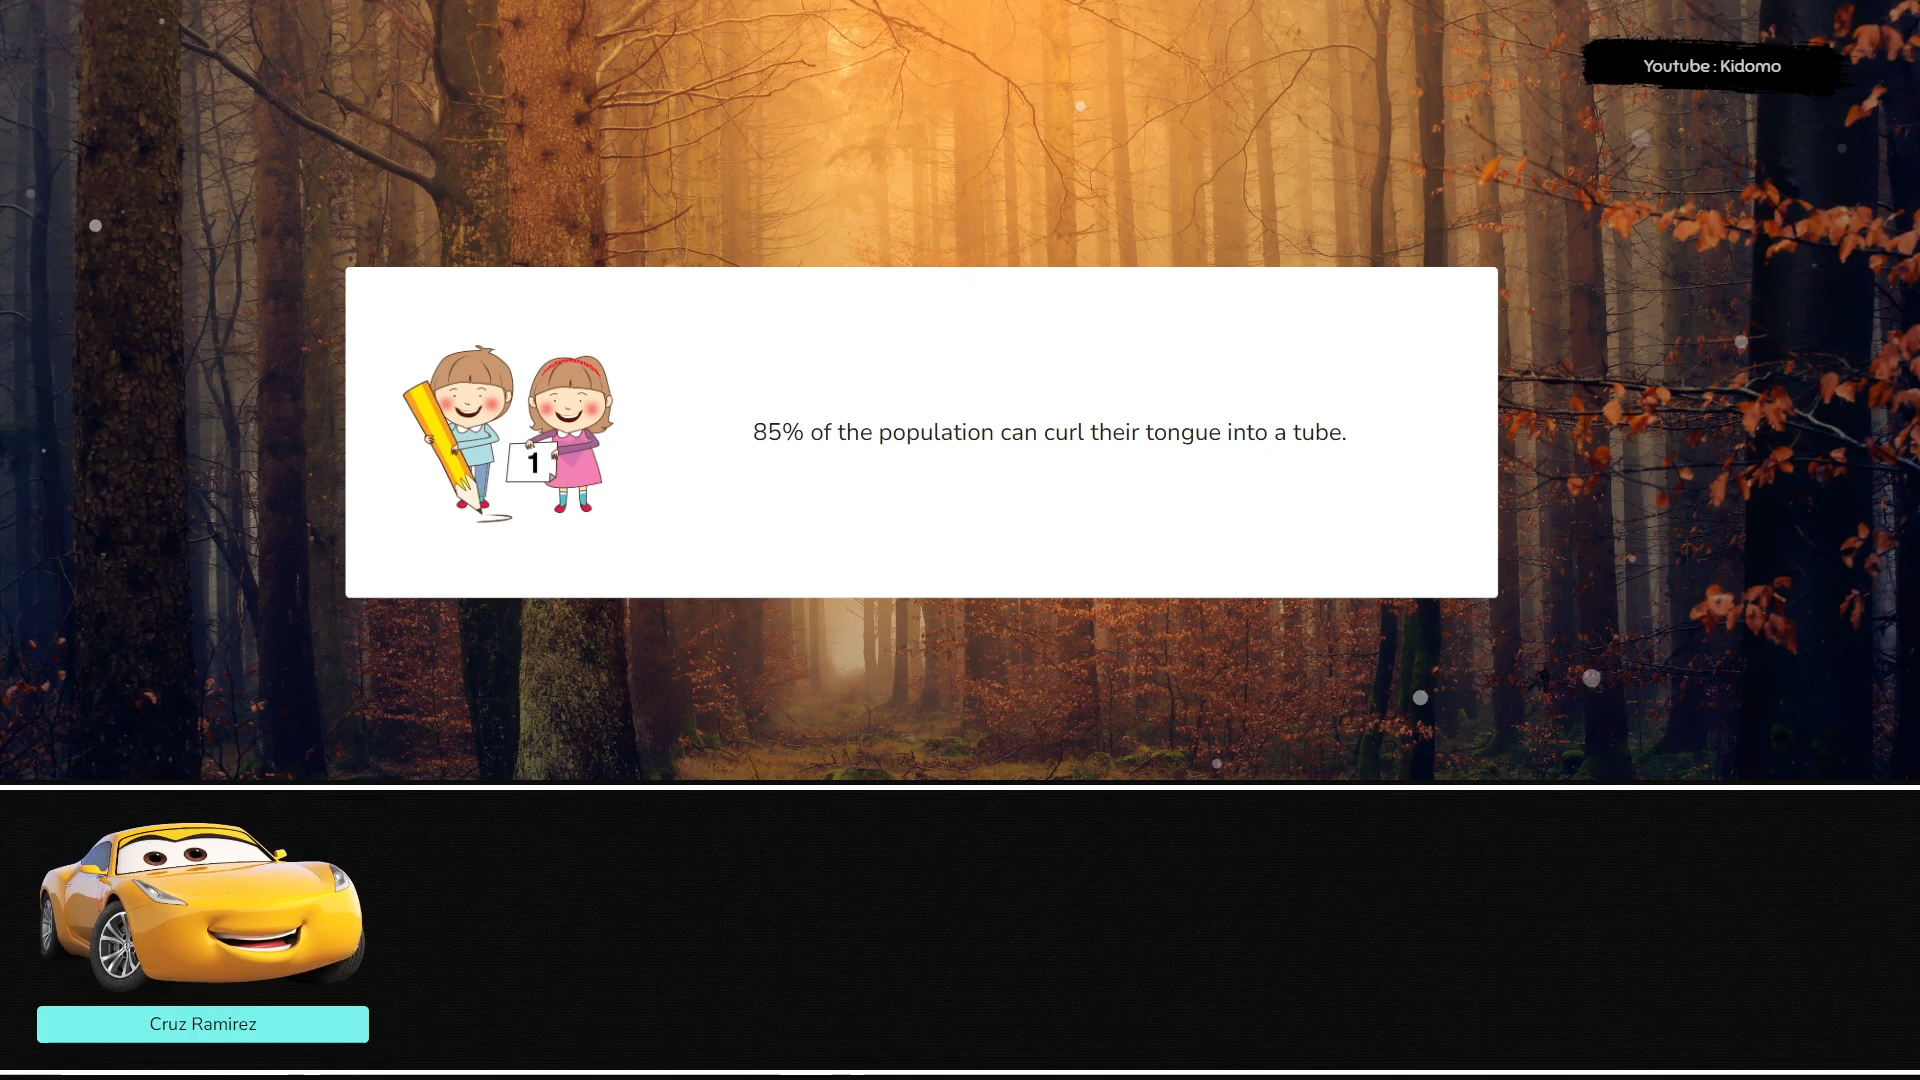 Youtube : Kidomo
85% of the population can curl their tongue into a tube.
1
Cruz Ramirez